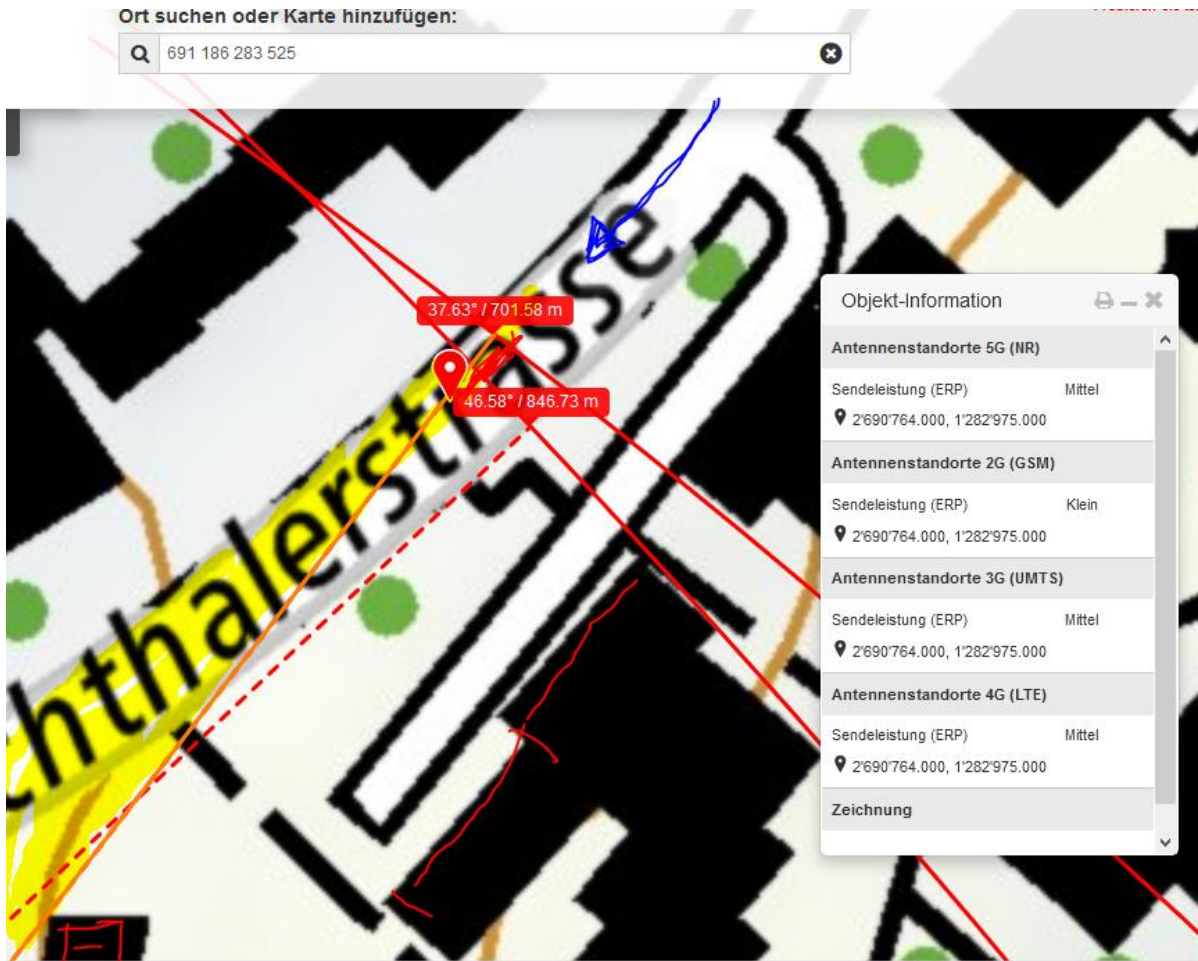 Ort suchen oder Karte hinzufügen:
691 186 283 525
37.63° / 701.58 m
46.58° / 846.73 m
chthalerstrasse
Objekt-Information
Antennenstandorte 5G (NR)
Sendeleistung (ERP) Mittel
2'690'764.000, 1'282'975.000
Antennenstandorte 2G (GSM)
Sendeleistung (ERP) Klein
2'690'764.000, 1'282'975.000
Antennenstandorte 3G (UMTS)
Sendeleistung (ERP) Mittel
2'690'764.000, 1'282'975.000
Antennenstandorte 4G (LTE)
Sendeleistung (ERP) Mittel
2'690'764.000, 1'282'975.000
Zeichnung